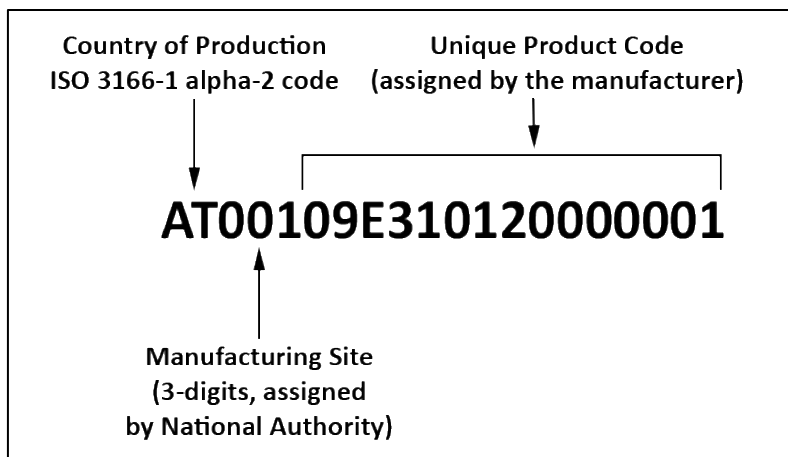 Country of Production
ISO 3166-1 alpha-2 code
Unique Product Code
(assigned by the manufacturer)
AT00109E310120000001
Manufacturing Site
(3-digits, assigned
by National Authority)